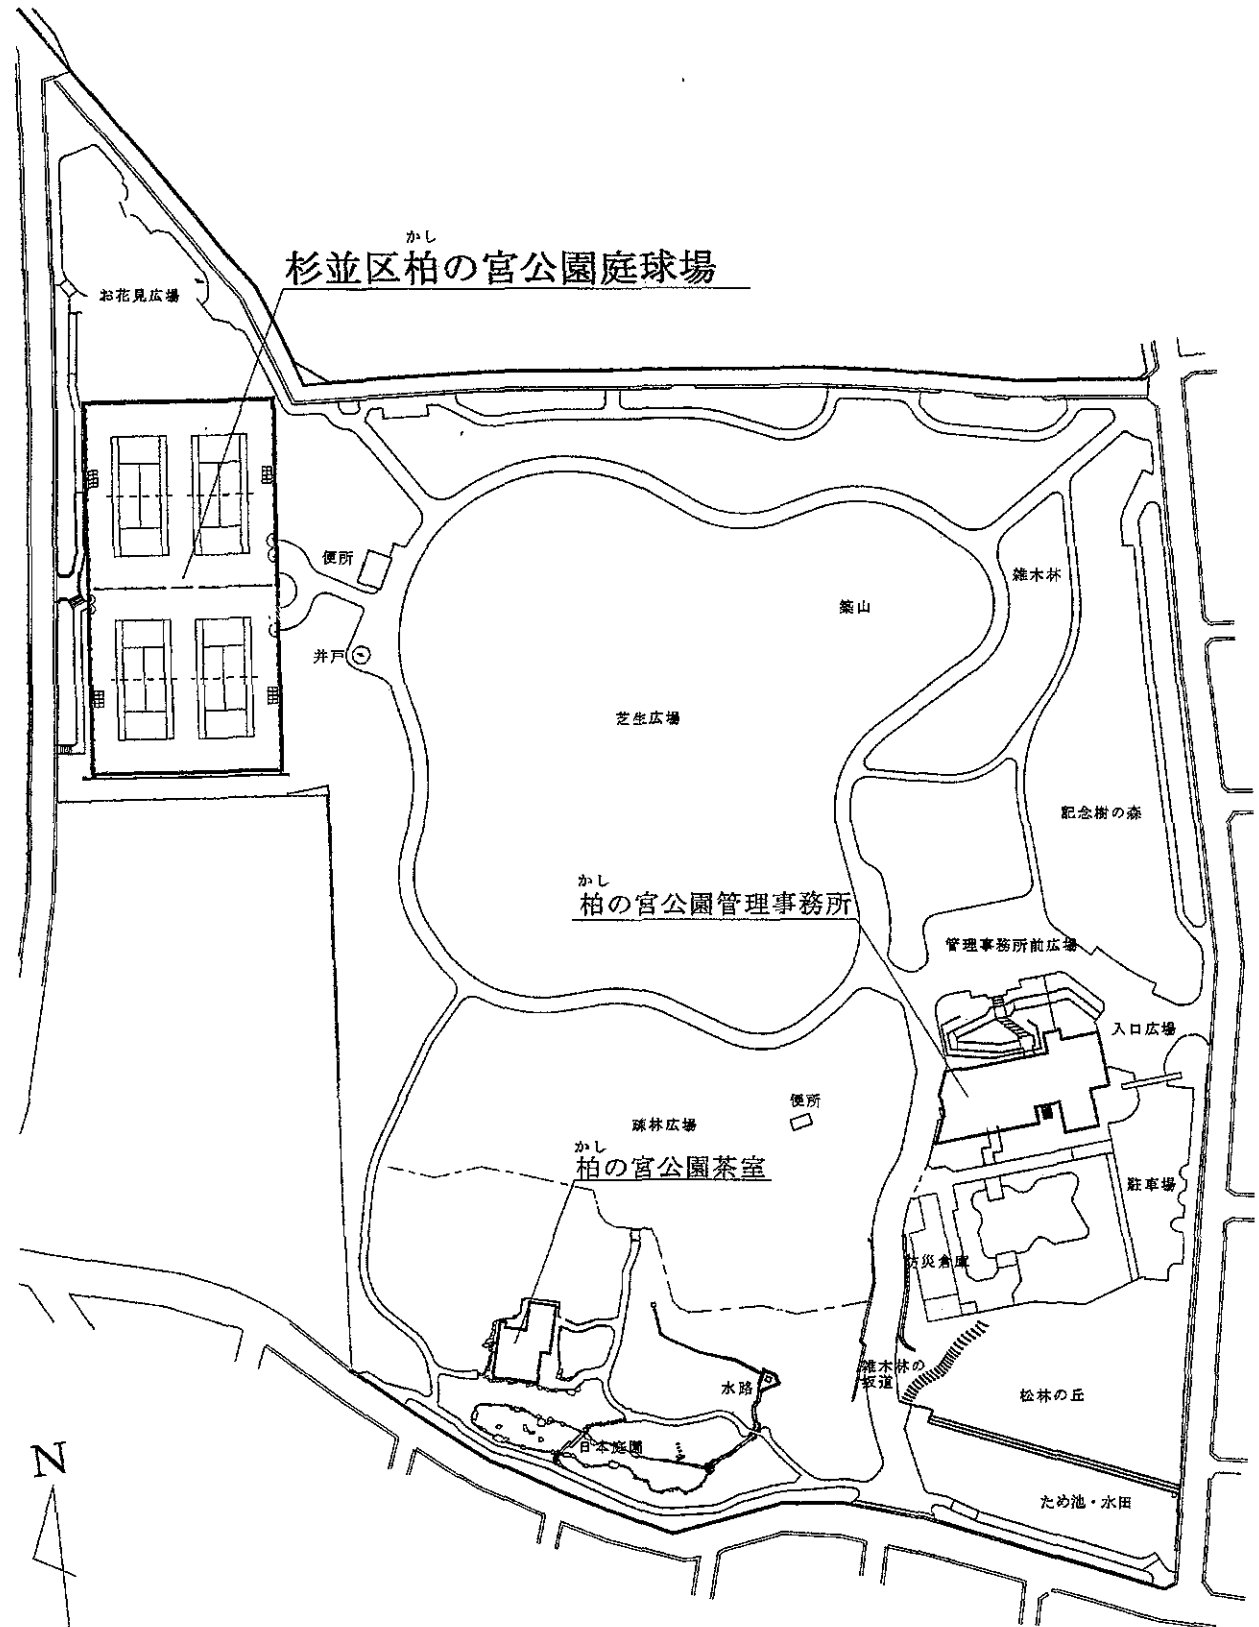 かし
杉並区柏の宮公園庭球場
お花見広場
便所
雑木林
築山
井戸
芝生広場
記念樹の森
かし
柏の宮公園管理事務所
管理事務所前広場
入口広場
便所
疎林広場
かし
柏の宮公園茶室
駐車場
防災倉庫
雑木林の
坂道
水路
松林の丘
日本庭園
N
ため池・水田